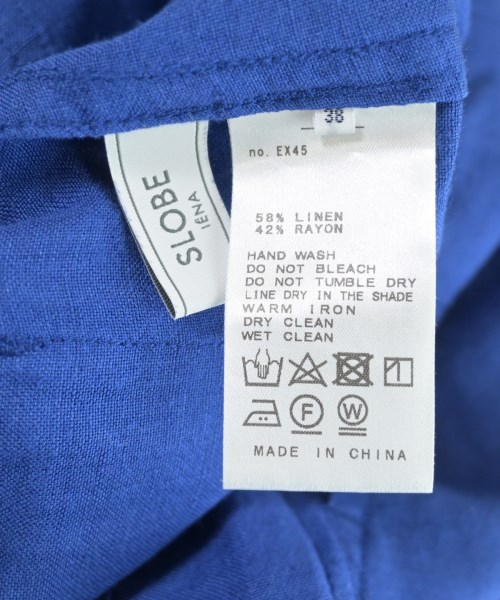 38
no. EX45
58% LINEN
42% RAYON
HAND WASH
DO NOT BLEACH
DO NOT TUMBLE DRY
LINE DRY IN THE SHADE
WARM IRON
DRY CLEAN
WET CLEAN
F
W
MADE IN CHINA
SLOBE
IENA